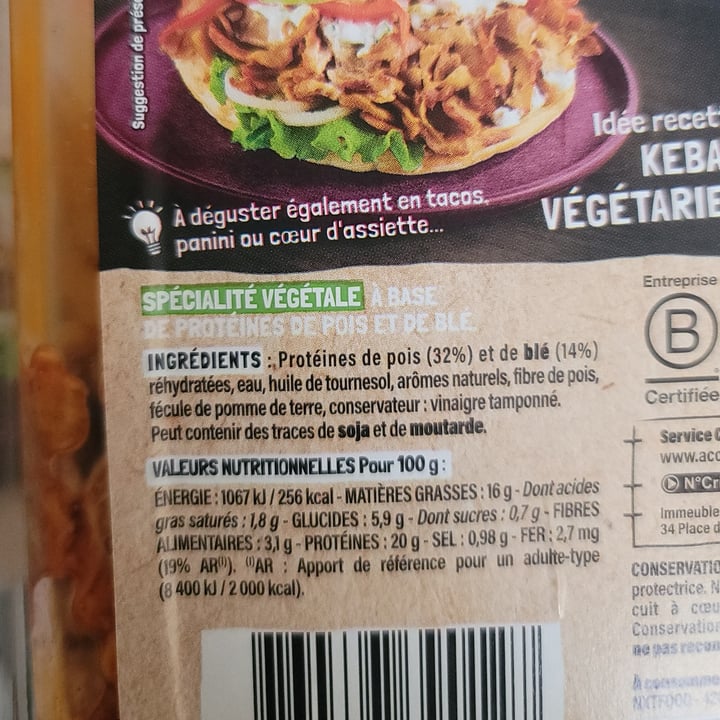 Suggestion de
Idée
KEBA
VÉGÉTARIE
À déguster également en tacos,
panini ou cœur d'assiette...
SPÉCIALITÉ VÉGÉTALE À BASE
DE PROTÉINES DE POIS ET DE BLÉ.
INGRÉDIENTS : Protéines de pois (32%) et de blé (14%)
réhydratées, eau, huile de tournesol, arômes naturels, fibre de pois,
fécule de pomme de terre, conservateur : vinaigre tamponné.
Peut contenir des traces de soja et de moutarde.
VALEURS NUTRITIONNELLES Pour 100 g :
ÉNERGIE : 1067 kJ / 256 kcal - MATIÈRES GRASSES : 16 g - Dont acides
gras saturés : 1,8 g - GLUCIDES : 5,9 g - Dont sucres : 0,7 g - FIBRES
ALIMENTAIRES : 3,1 g - PROTÉINES : 20 g - SEL : 0,98 g - FER : 2,7 mg
(19% AR⁽¹⁾). ⁽¹⁾AR : Apport de référence pour un adulte-type
(8 400 kJ / 2 000 kcal).
Entreprise
B
Certifiée
Service
www.acc
N°Cr
Immeuble
34 Place d
CONSERVATIO
protectrice. N
cuit à cœu
Conservation
ne pas recon
À consomme